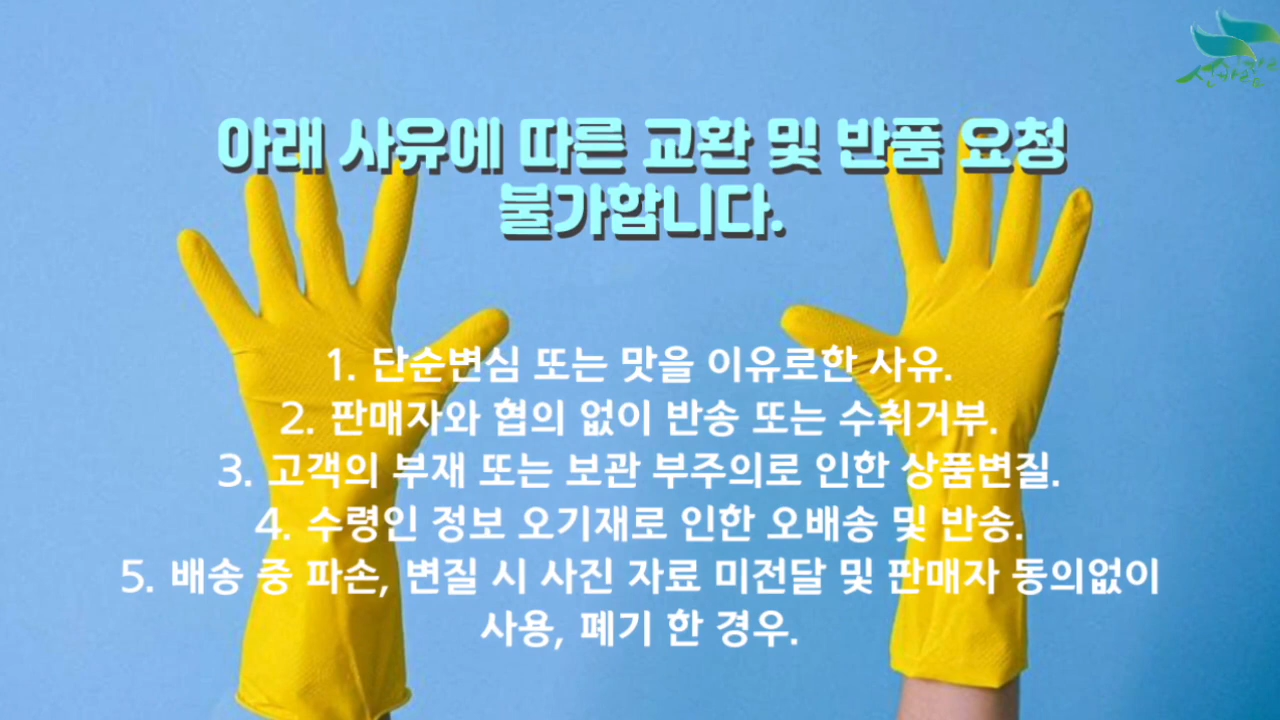 아래 사유에 따른 교환 및 반품 요청
불가합니다.
1. 단순변심 또는 맛을 이유로한 사유.
2. 판매자와 협의 없이 반송 또는 수취거부.
3. 고객의 부재 또는 보관 부주의로 인한 상품변질.
4. 수령인 정보 오기재로 인한 오배송 및 반송.
5. 배송 중 파손, 변질 시 사진 자료 미전달 및 판매자 동의없이
사용, 폐기 한 경우.